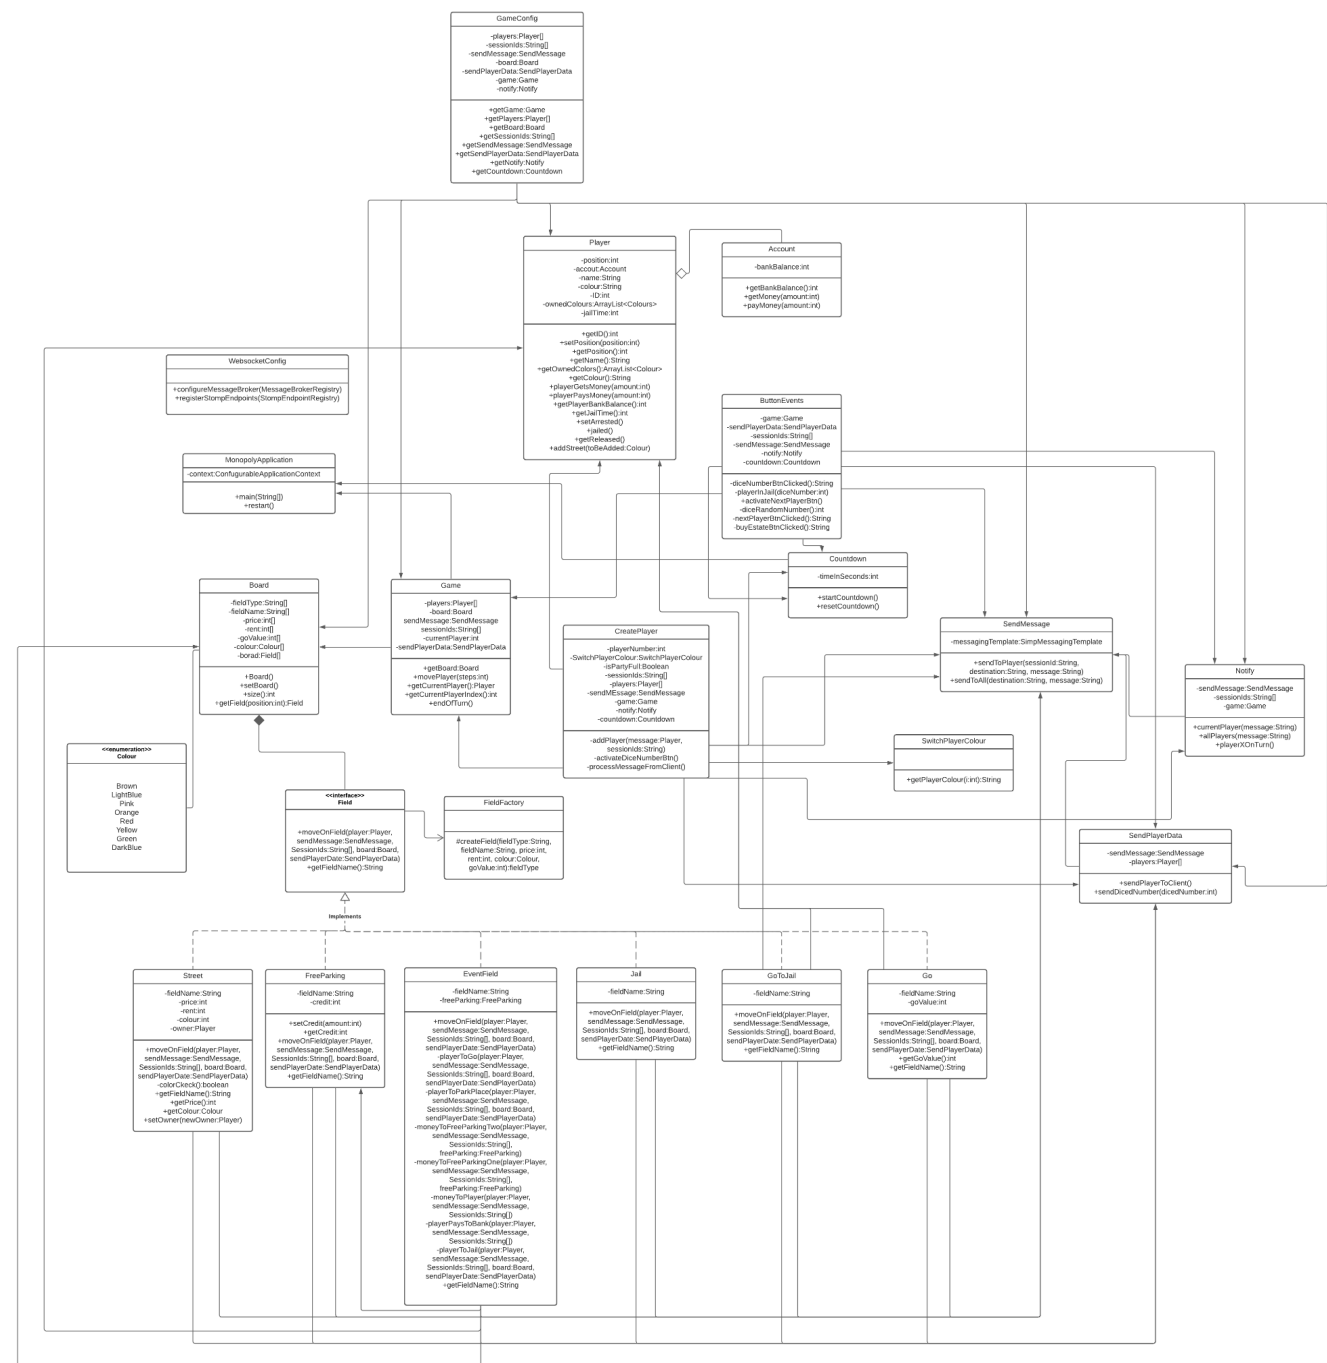 GameConfig
-players:Player[]
-sessionIds:String[]
-sendMessage:SendMessage
-board:Board
-sendPlayerData:SendPlayerData
-game:Game
-notify:Notify
+getGame:Game
+getPlayers:Player[]
+getBoard:Board
+getSessionIds:String[]
+getSendMessage:SendMessage
+getSendPlayerData:SendPlayerData
+getNotify:Notify
+getCountdown:Countdown
Player
-position:int
-accout:Account
-name:String
-colour:String
-ID:int
-ownedColours:ArrayList<Colours>
-jailTime:int
+getID():int
+setPosition(position:int)
+getPosition():int
+getName():String
+getOwnedColors():ArrayList<Colour>
+getColour():String
+playerGetsMoney(amount:int)
+playerPaysMoney(amount:int)
+getPlayerBankBalance():int
+getJailTime():int
+setArrested()
+jailed()
+getReleased()
+addStreet(toBeAdded:Colour)
Account
-bankBalance:int
+getBankBalance():int
+getMoney(amount:int)
+payMoney(amount:int)
WebsocketConfig
+configureMessageBroker(MessageBrokerRegistry)
+registerStompEndpoints(StompEndpointRegistry)
MonopolyApplication
-context:ConfugurableApplicationContext
+main(String[])
+restart()
ButtonEvents
-game:Game
-sendPlayerData:SendPlayerData
-sessionIds:String[]
-sendMessage:SendMessage
-notify:Notify
-countdown:Countdown
-diceNumberBtnClicked():String
-playerInJail(diceNumber:int)
+activateNextPlayerBtn()
-diceRandomNumber():int
-nextPlayerBtnClicked():String
-buyEstateBtnClicked():String
Countdown
-timeInSeconds:int
+startCountdown()
+resetCountdown()
Board
-fieldType:String[]
-fieldName:String[]
-price:int[]
-rent:int[]
-goValue:int[]
-colour:Colour[]
-borad:Field[]
+Board()
+setBoard()
+size():int
+getField(position:int):Field
Game
-players:Player[]
-board:Board
sendMessage:SendMessage
sessionIds:String[]
-currentPlayer:int
-sendPlayerData:SendPlayerData
+getBoard:Board
+movePlayer(steps:int)
+getCurrentPlayer():Player
+getCurrentPlayerIndex():int
+endOfTurn()
CreatePlayer
-playerNumber:int
-SwitchPlayerColour:SwitchPlayerColour
-isPartyFull:Boolean
-sessionIds:String[]
-players:Player[]
-sendMEssage:SendMessage
-game:Game
-notify:Notify
-countdown:Countdown
-addPlayer(message:Player,
sessionIds:String)
-activateDiceNumberBtn()
-processMessageFromClient()
SendMessage
-messagingTemplate:SimpMessagingTemplate
+sendToPlayer(sessionId:String,
destination:String, message:String)
+sendToAll(destination:String, message:String)
Notify
-sendMessage:SendMessage
-sessionIds:String[]
-game:Game
+currentPlayer(message:String)
+allPlayers(message:String)
+playerXOnTurn()
SwitchPlayerColour
+getPlayerColour(i:int):String
<<enumeration>>
Colour
Brown
LightBlue
Pink
Orange
Red
Yellow
Green
DarkBlue
<<interface>>
Field
+moveOnField(player:Player,
sendMessage:SendMessage,
SessionIds:String[], board:Board,
sendPlayerDate:SendPlayerData)
+getFieldName():String
FieldFactory
#createField(fieldType:String,
fieldName:String, price:int,
rent:int, colour:Colour,
goValue:int):fieldType
SendPlayerData
-sendMessage:SendMessage
-players:Player[]
+sendPlayerToClient()
+sendDicedNumber(dicedNumber:int)
Implements
Street
-fieldName:String
-price:int
-rent:int
-colour:int
-owner:Player
+moveOnField(player:Player,
sendMessage:SendMessage,
SessionIds:String[], board:Board,
sendPlayerDate:SendPlayerData)
-colorCkeck():boolean
+getFieldName():String
+getPrice():int
+getColour:Colour
+setOwner(newOwner:Player)
FreeParking
-fieldName:String
-credit:int
+setCredit(amount:int)
+getCredit:int
+moveOnField(player:Player,
sendMessage:SendMessage,
SessionIds:String[], board:Board,
sendPlayerDate:SendPlayerData)
+getFieldName():String
EventField
-fieldName:String
-freeParking:FreeParking
+moveOnField(player:Player,
sendMessage:SendMessage,
SessionIds:String[], board:Board,
sendPlayerDate:SendPlayerData)
-playerToGo(player:Player,
sendMessage:SendMessage,
SessionIds:String[], board:Board,
sendPlayerDate:SendPlayerData)
-playerToParkPlace(player:Player,
sendMessage:SendMessage,
SessionIds:String[], board:Board,
sendPlayerDate:SendPlayerData)
-moneyToFreeParkingTwo(player:Player,
sendMessage:SendMessage,
SessionIds:String[],
freeParking:FreeParking)
-moneyToFreeParkingOne(player:Player,
sendMessage:SendMessage,
SessionIds:String[],
freeParking:FreeParking)
-moneyToPlayer(player:Player,
sendMessage:SendMessage,
SessionIds:String[])
-playerPaysToBank(player:Player,
sendMessage:SendMessage,
SessionIds:String[])
-playerToJail(player:Player,
sendMessage:SendMessage,
SessionIds:String[], board:Board,
sendPlayerDate:SendPlayerData)
+getFieldName():String
Jail
-fieldName:String
+moveOnField(player:Player,
sendMessage:SendMessage,
SessionIds:String[], board:Board,
sendPlayerDate:SendPlayerData)
+getFieldName():String
GoToJail
-fieldName:String
+moveOnField(player:Player,
sendMessage:SendMessage,
SessionIds:String[], board:Board,
sendPlayerDate:SendPlayerData)
+getFieldName():String
Go
-fieldName:String
-goValue:int
+moveOnField(player:Player,
sendMessage:SendMessage,
SessionIds:String[], board:Board,
sendPlayerDate:SendPlayerData)
+getGoValue():int
+getFieldName():String